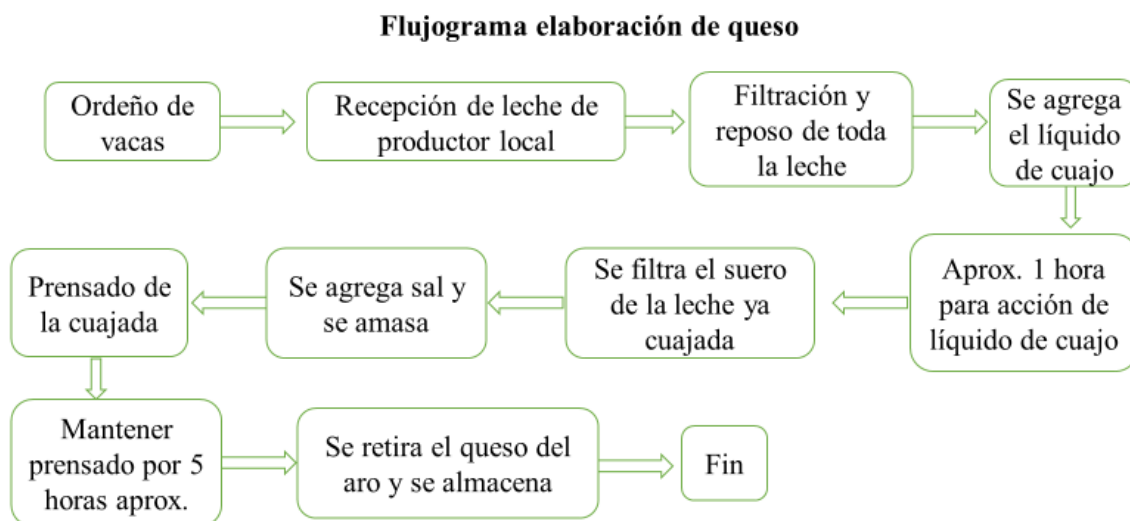 Flujograma elaboración de queso
Ordeño de
vacas
Recepción de leche de
productor local
Filtración y
reposo de toda
la leche
Se agrega
el líquido
de cuajo
Aprox. 1 hora
para acción de
líquido de cuajo
Se filtra el suero
de la leche ya
cuajada
Se agrega sal y
se amasa
Prensado de
la cuajada
Mantener
prensado por 5
horas aprox.
Se retira el queso del
aro y se almacena
Fin